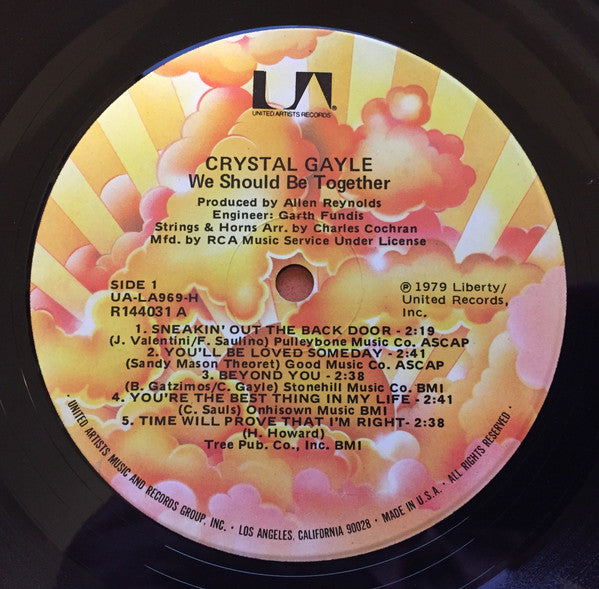 UA®
UNITED ARTISTS RECORDS
CRYSTAL GAYLE
We Should Be Together
Produced by Allen Reynolds
Engineer: Garth Fundis
Strings & Horns Arr. by Charles Cochran
Mfd. by RCA Music Service Under License
SIDE 1
UA-LA969-H
R144031 A
℗ 1979 Liberty/
United Records,
Inc.
1. SNEAKIN' OUT THE BACK DOOR - 2:19
(J. Valentini/F. Saulino) Pulleybone Music Co. ASCAP
2. YOU'LL BE LOVED SOMEDAY - 2:41
(Sandy Mason Theoret) Good Music Co. ASCAP
3. BEYOND YOU - 2:38
(B. Gatzimos/C. Gayle) Stonehill Music Co. BMI
4. YOU'RE THE BEST THING IN MY LIFE - 2:41
(C. Sauls) Onhisown Music BMI
5. TIME WILL PROVE THAT I'M RIGHT - 2:38
(H. Howard)
Tree Pub. Co., Inc. BMI
· UNITED ARTISTS MUSIC AND RECORDS GROUP, INC. · LOS ANGELES, CALIFORNIA 90028 · MADE IN U.S.A. · ALL RIGHTS RESERVED.